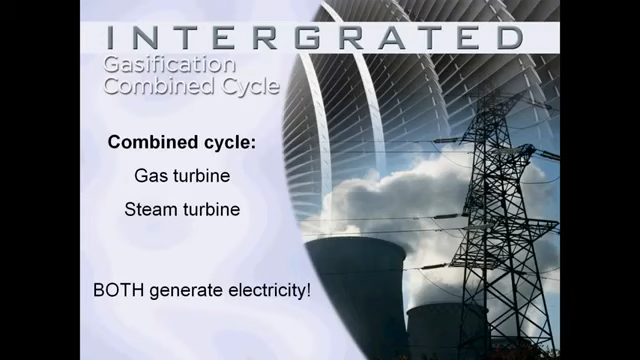 INTERGRATED
Gasification
Combined Cycle
Combined cycle:
Gas turbine
Steam turbine
BOTH generate electricity!